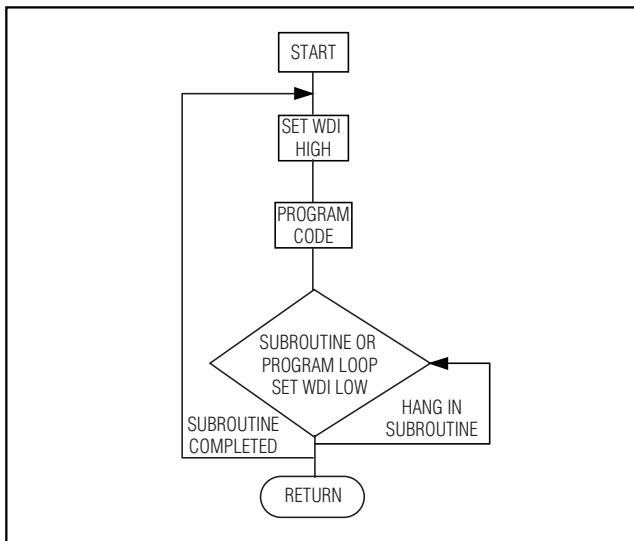 START
SET WDI
HIGH
PROGRAM
CODE
SUBROUTINE OR
PROGRAM LOOP
SET WDI LOW
HANG IN
SUBROUTINE
SUBROUTINE
COMPLETED
RETURN